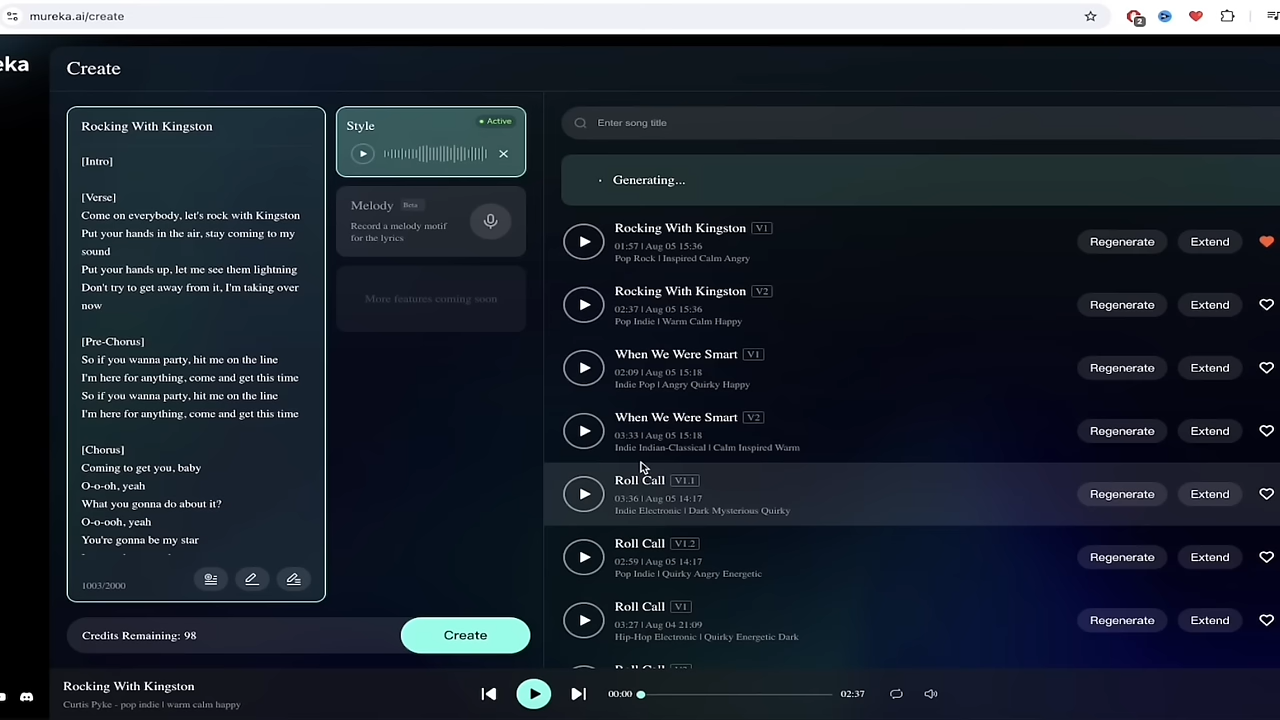 mureka.ai/create
2
eka
Create
Rocking With Kingston
[Intro]
[Verse]
Come on everybody, let's rock with Kingston
Put your hands in the air, stay coming to my
sound
Put your hands up, let me see them lightning
Don't try to get away from it, I'm taking over
now
[Pre-Chorus]
So if you wanna party, hit me on the line
I'm here for anything, come and get this time
So if you wanna party, hit me on the line
I'm here for anything, come and get this time
[Chorus]
Coming to get you, baby
O-o-oh, yeah
What you gonna do about it?
O-o-ooh, yeah
You're gonna be my star
1003/2000
Credits Remaining: 98
Create
Style
Active
Melody Beta
Record a melody motif
for the lyrics
More features coming soon
Enter song title
Generating...
Rocking With Kingston V1
01:57 | Aug 05 15:36
Pop Rock | Inspired Calm Angry
Regenerate Extend
Rocking With Kingston V2
02:37 | Aug 05 15:36
Pop Indie | Warm Calm Happy
Regenerate Extend
When We Were Smart V1
02:09 | Aug 05 15:18
Indie Pop | Angry Quirky Happy
Regenerate Extend
When We Were Smart V2
03:33 | Aug 05 15:18
Indie Indian-Classical | Calm Inspired Warm
Regenerate Extend
Roll Call V1.1
03:36 | Aug 05 14:17
Indie Electronic | Dark Mysterious Quirky
Regenerate Extend
Roll Call V1.2
02:59 | Aug 05 14:17
Pop Indie | Quirky Angry Energetic
Regenerate Extend
Roll Call V1
03:27 | Aug 04 21:09
Hip-Hop Electronic | Quirky Energetic Dark
Regenerate Extend
Roll Call
Rocking With Kingston
Curtis Pyke - pop indie | warm calm happy
00:00
02:37